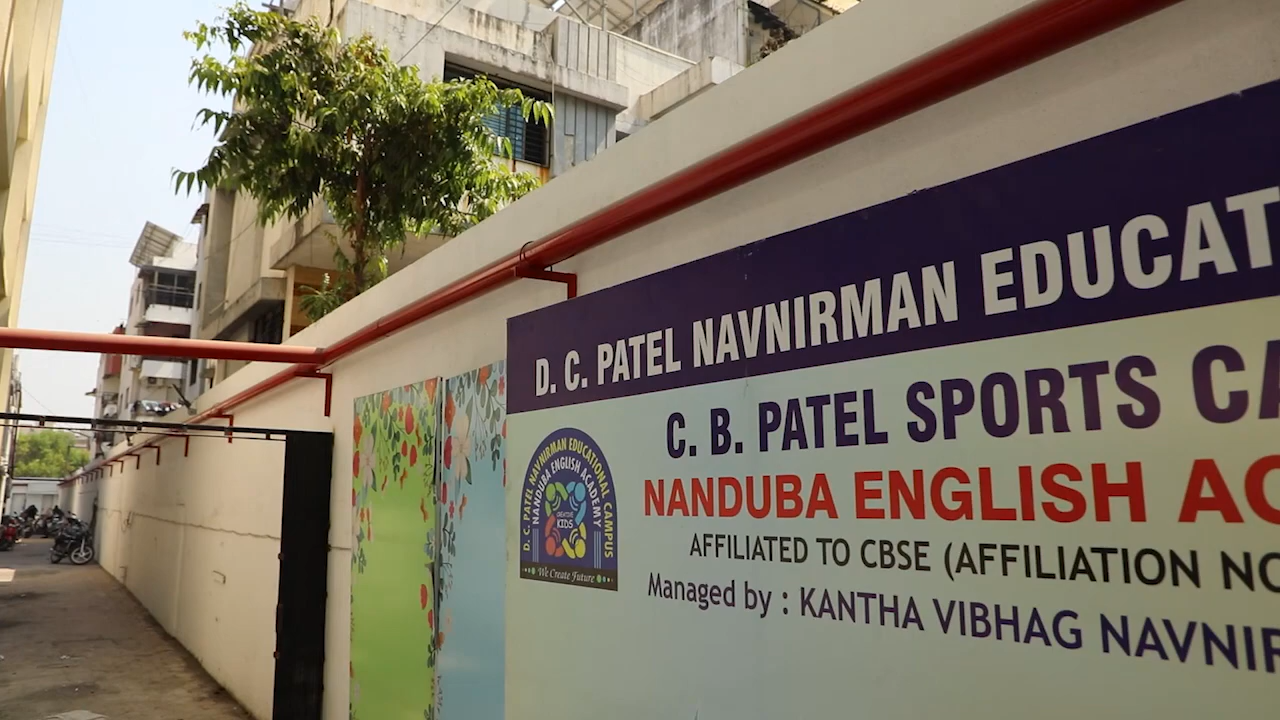 D. C. PATEL NAVNIRMAN EDUCAT
C. B. PATEL SPORTS CA
NANDUBA ENGLISH AC
AFFILIATED TO CBSE (AFFILIATION NO
Managed by : KANTHA VIBHAG NAVNIR
D. C. PATEL NAVNIRMAN EDUCATIONAL CAMPUS
NANDUBA ENGLISH ACADEMY
CREATIVE
KIDS
We Create Future